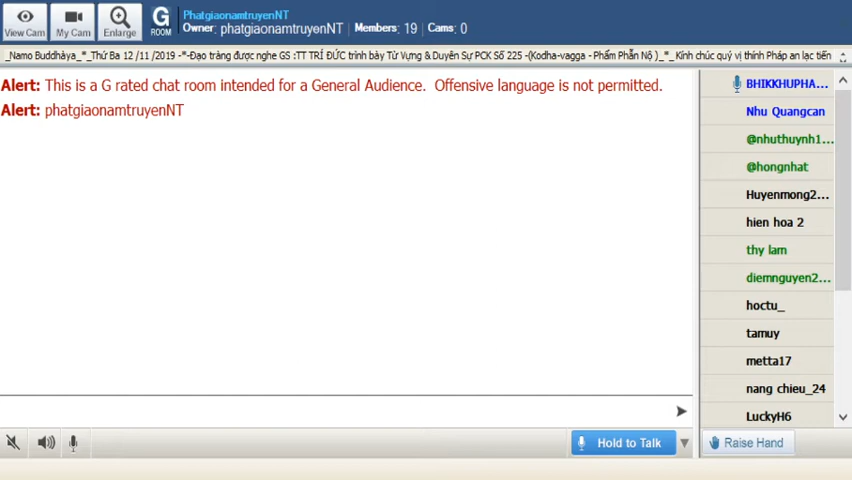 View Cam
My Cam
Enlarge
G
ROOM
PhatgiaonamtruyenNT
Owner: phatgiaonamtruyenNT Members: 19 Cams: 0
_Namo Buddhàya_*_Thứ Ba 12 /11 /2019 -*-Đạo tràng được nghe GS :TT TRÍ ĐỨC trình bày Từ Vựng & Duyên Sự PCK Số 225 -(Kodha-vagga - Phẩm Phẫn Nộ )_*_ Kính chúc quý vị thính Pháp an lạc tiến
Alert: This is a G rated chat room intended for a General Audience. Offensive language is not permitted.
Alert: phatgiaonamtruyenNT
BHIKKHUPHA...
Nhu Quangcan
@nhuthuynh1...
@hongnhat
Huyenmong2...
hien hoa 2
thy lam
diemnguyen2...
hoctu_
tamuy
metta17
nang chieu_24
LuckyH6
Hold to Talk
Raise Hand